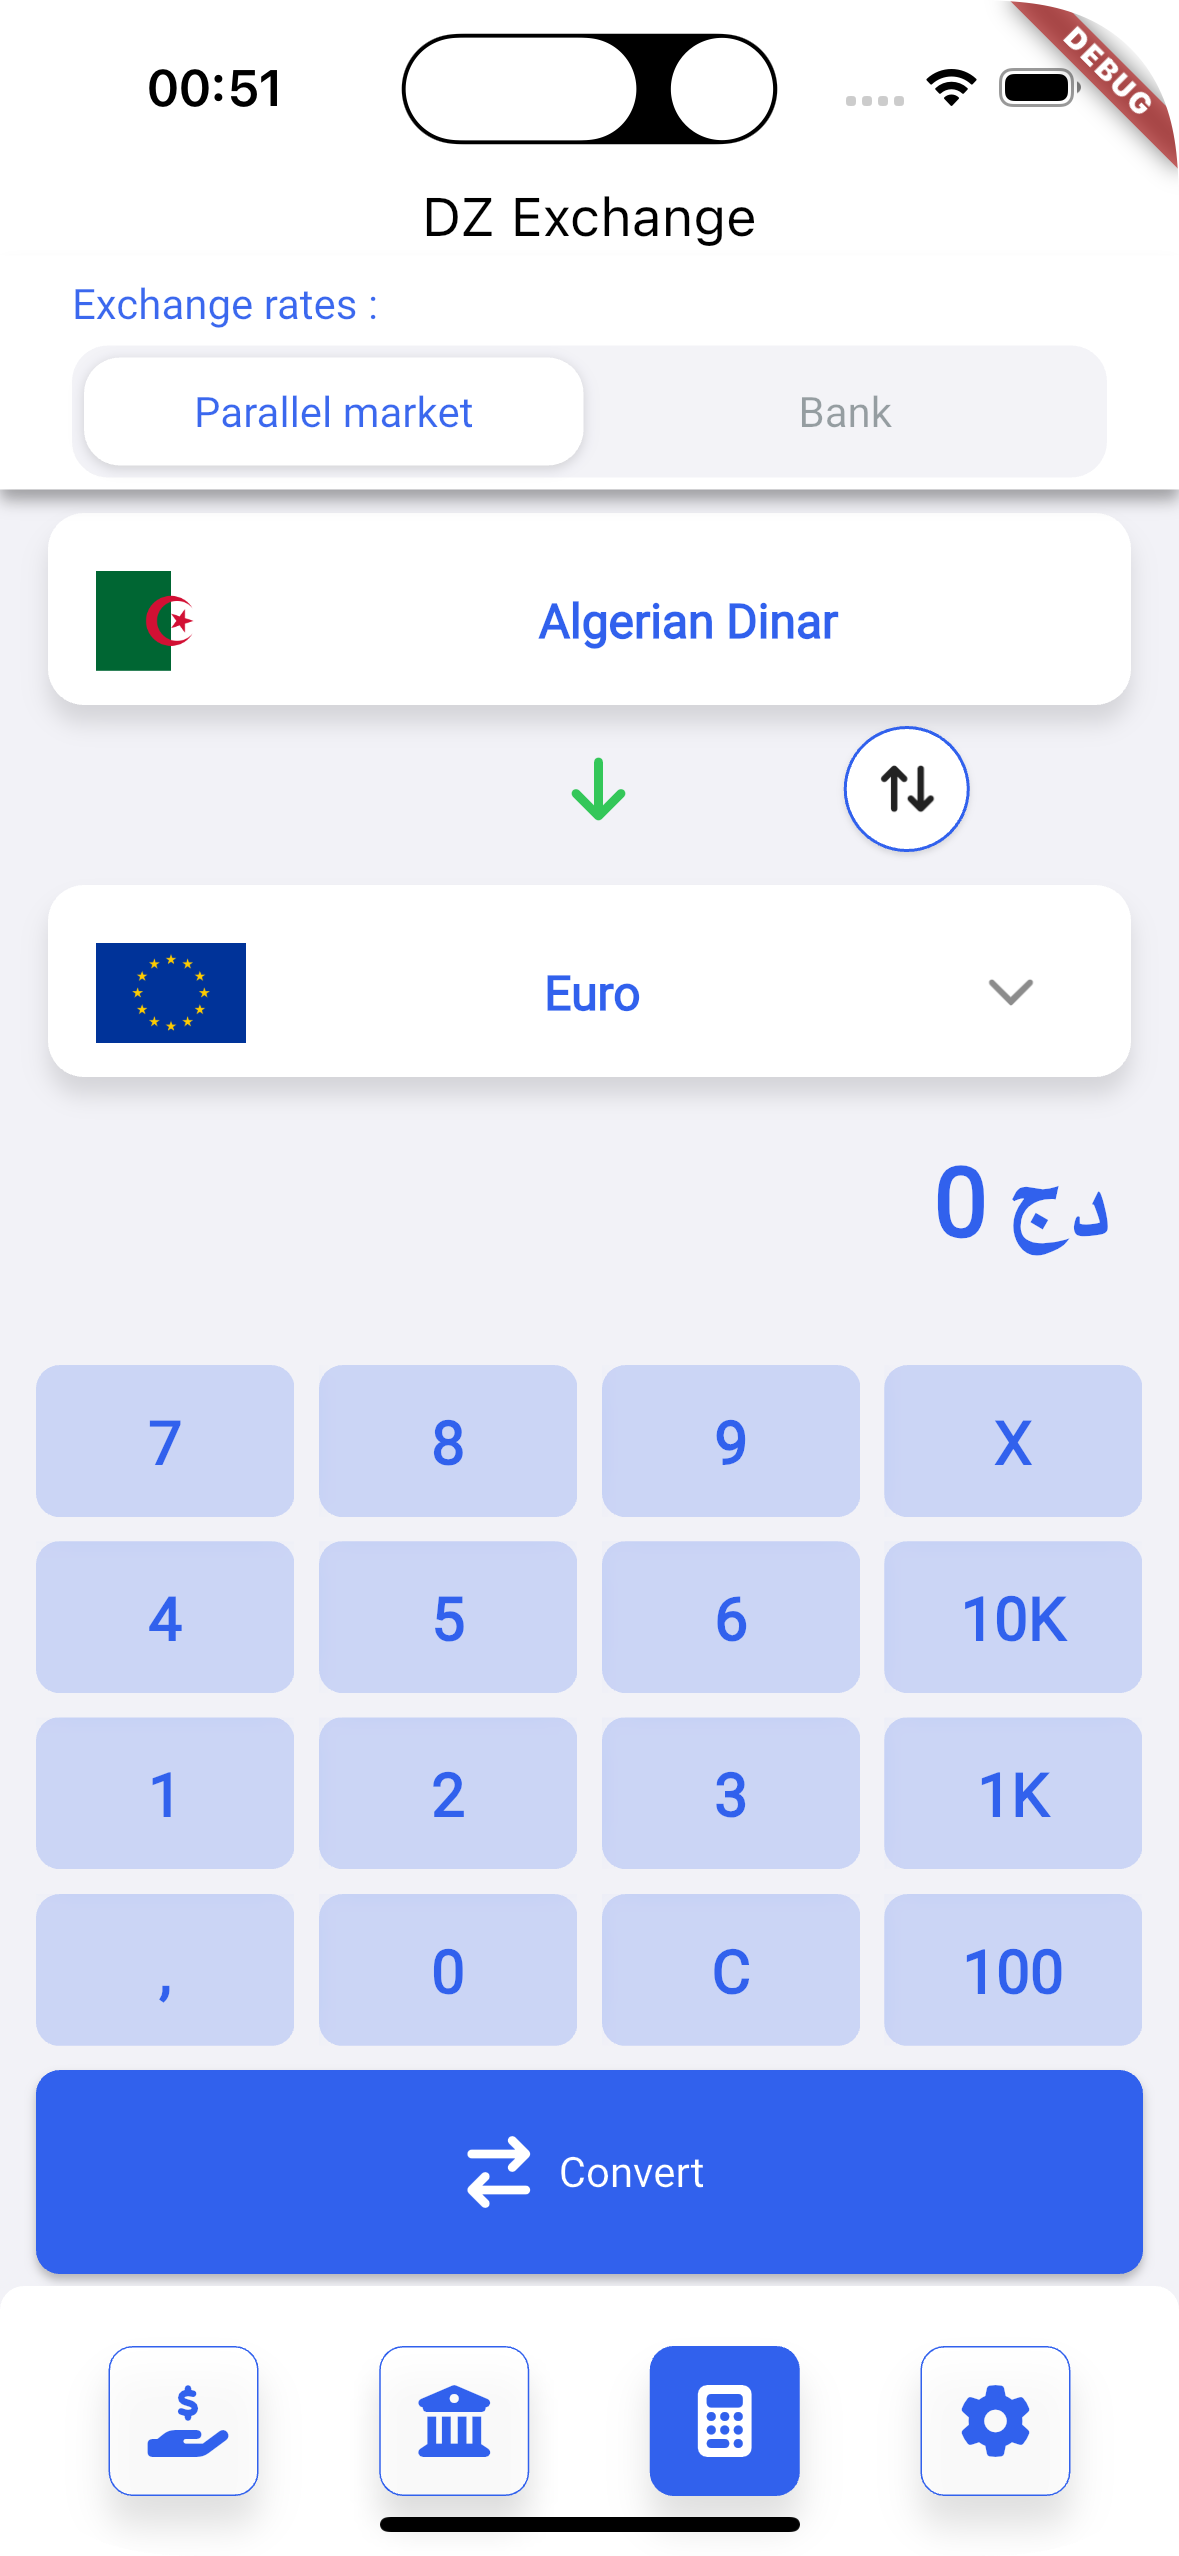 00:51
DEBUG
DZ Exchange
Exchange rates :
Parallel market Bank
Algerian Dinar
Euro
0 دج
7 8 9 X
4 5 6 10K
1 2 3 1K
, 0 C 100
Convert